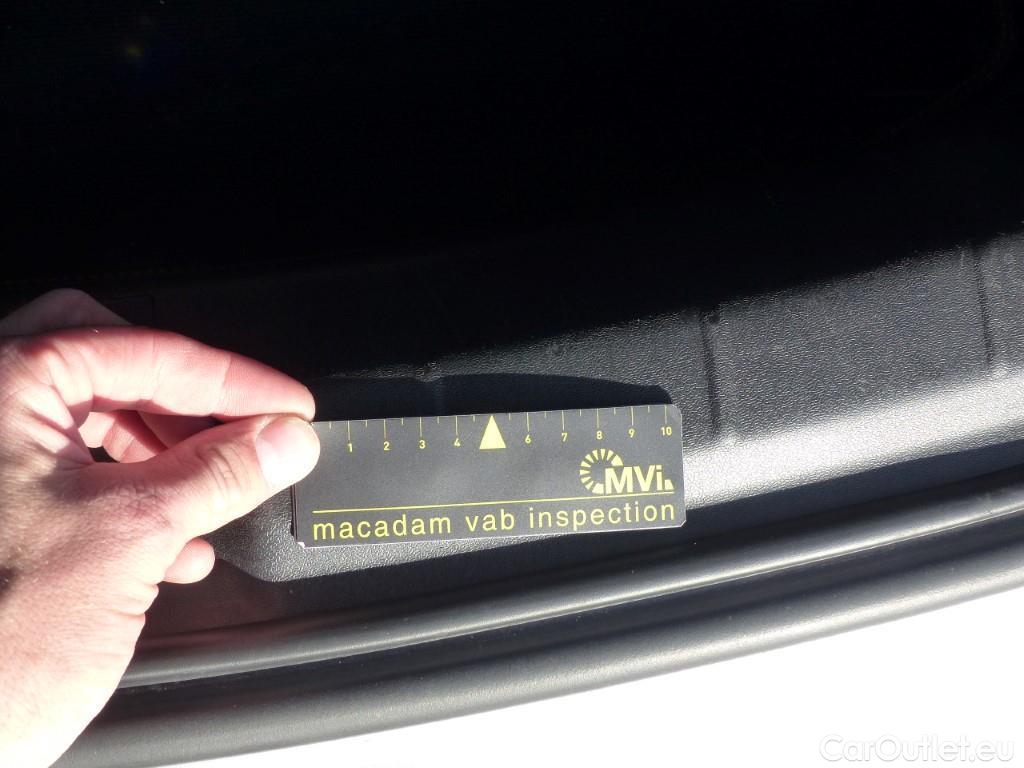 1 2 3 4 6 7 8 9 10
MVi
macadam vab inspection
CarOutlet.eu